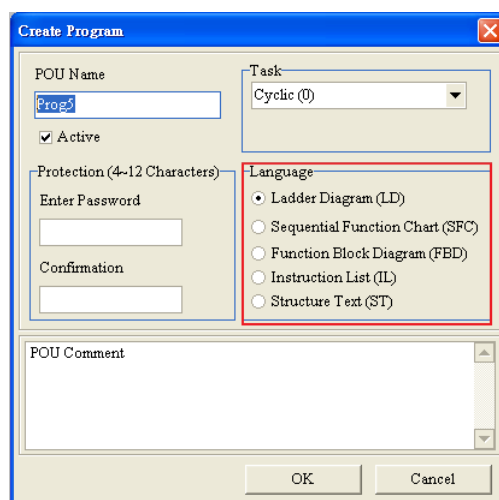 Create Program
POU Name
Prog5
Active
Task
Cyclic (0)
Protection (4~12 Characters)
Enter Password
Confirmation
Language
Ladder Diagram (LD)
Sequential Function Chart (SFC)
Function Block Diagram (FBD)
Instruction List (IL)
Structure Text (ST)
POU Comment
OK
Cancel